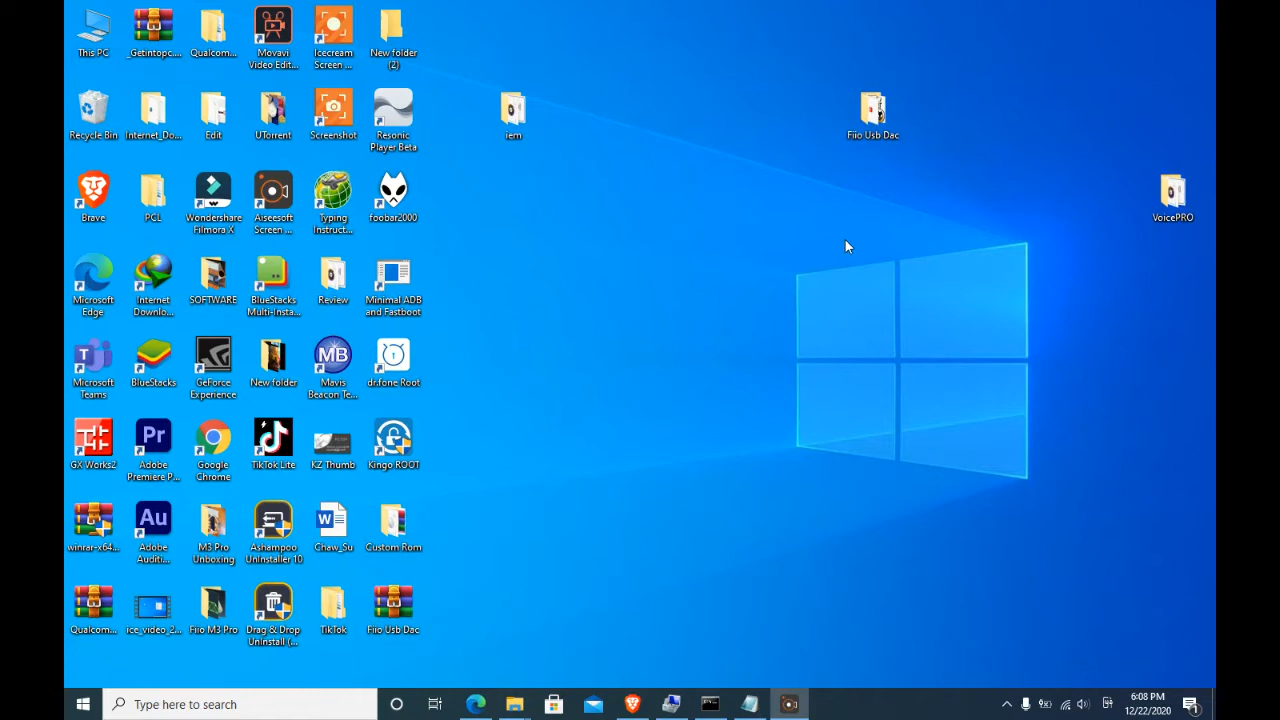 This PC
_Getintopc....
Qualcom...
Movavi
Video Edit...
Icecream
Screen ...
New folder
(2)
Recycle Bin
Internet_Do...
Edit
UTorrent
Screenshot
Resonic
Player Beta
iem
Fiio Usb Dac
Brave
PCL
Wondershare
Filmora X
Aiseesoft
Screen ...
Typing
Instruct...
foobar2000
VoicePRO
Microsoft
Edge
Internet
Downlo...
SOFTWARE
BlueStacks
Multi-Insta...
Review
Minimal ADB
and Fastboot
Microsoft
Teams
BlueStacks
GeForce
Experience
New folder
MB
Mavis
Beacon Te...
dr.fone Root
GX Works2
Pr
Adobe
Premiere P...
Google
Chrome
TikTok Lite
KZ Thumb
Kingo ROOT
winrar-x64...
Au
Adobe
Auditi...
M3 Pro
Unboxing
Ashampoo
UnInstaller 10
W
Chaw_Su
Custom Rom
Qualcom...
ice_video_2...
Fiio M3 Pro
Drag & Drop
Uninstall (...
TikTok
Fiio Usb Dac
Type here to search
6:08 PM
12/22/2020